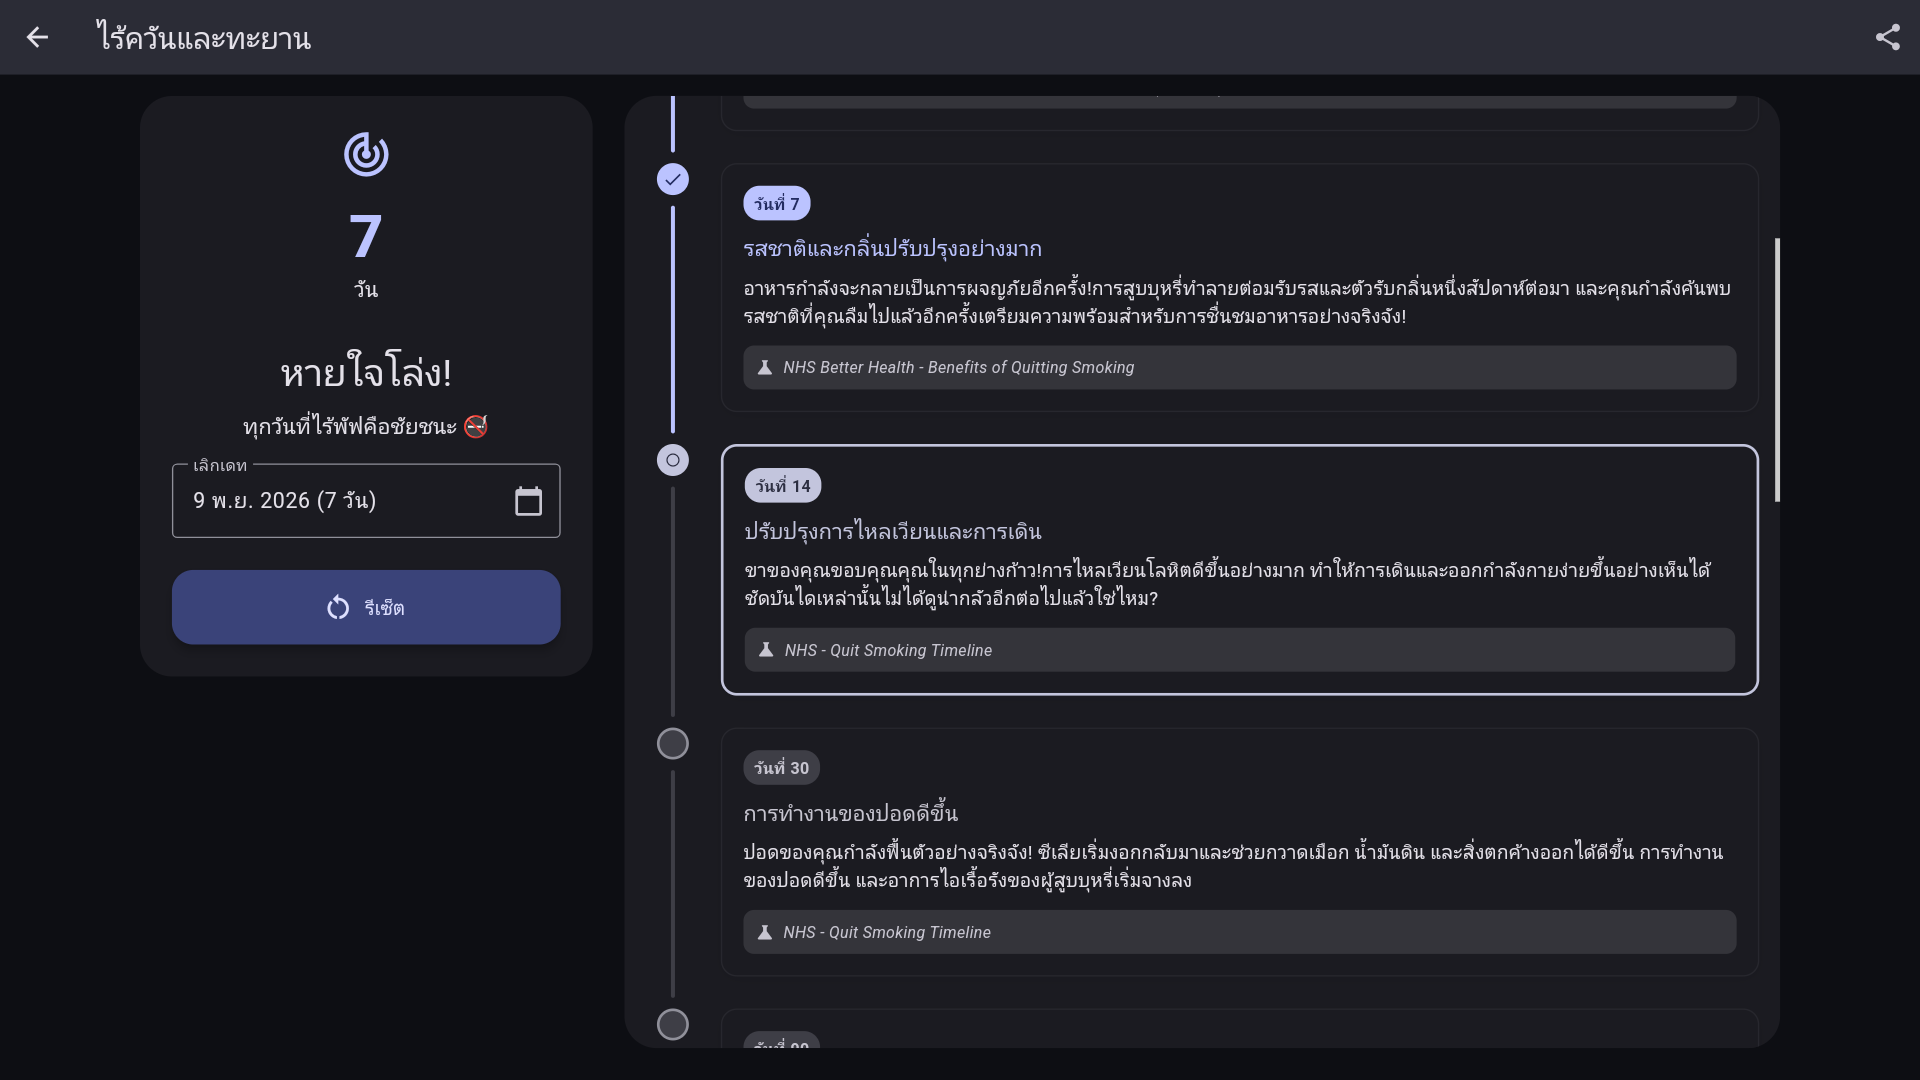 ไร้ควันและทะยาน
7
วัน
หายใจโล่ง!
ทุกวันที่ไร้พัฟคือชัยชนะ 🚭
เลิกเดท
9 พ.ย. 2026 (7 วัน)
รีเซ็ต
วันที่ 7
รสชาติและกลิ่นปรับปรุงอย่างมาก
อาหารกำลังจะกลายเป็นการผจญภัยอีกครั้ง!การสูบบุหรี่ทำลายต่อมรับรสและตัวรับกลิ่นหนึ่งสัปดาห์ต่อมา และคุณกำลังค้นพบ
รสชาติที่คุณลืมไปแล้วอีกครั้งเตรียมความพร้อมสำหรับการชื่นชมอาหารอย่างจริงจัง!
NHS Better Health - Benefits of Quitting Smoking
วันที่ 14
ปรับปรุงการไหลเวียนและการเดิน
ขาของคุณขอบคุณคุณในทุกย่างก้าว!การไหลเวียนโลหิตดีขึ้นอย่างมาก ทำให้การเดินและออกกำลังกายง่ายขึ้นอย่างเห็นได้
ชัดบันไดเหล่านั้นไม่ได้ดูน่ากลัวอีกต่อไปแล้วใช่ไหม?
NHS - Quit Smoking Timeline
วันที่ 30
การทำงานของปอดดีขึ้น
ปอดของคุณกำลังฟื้นตัวอย่างจริงจัง! ซีเลียเริ่มงอกกลับมาและช่วยกวาดเมือก น้ำมันดิน และสิ่งตกค้างออกได้ดีขึ้น การทำงาน
ของปอดดีขึ้น และอาการไอเรื้อรังของผู้สูบบุหรี่เริ่มจางลง
NHS - Quit Smoking Timeline